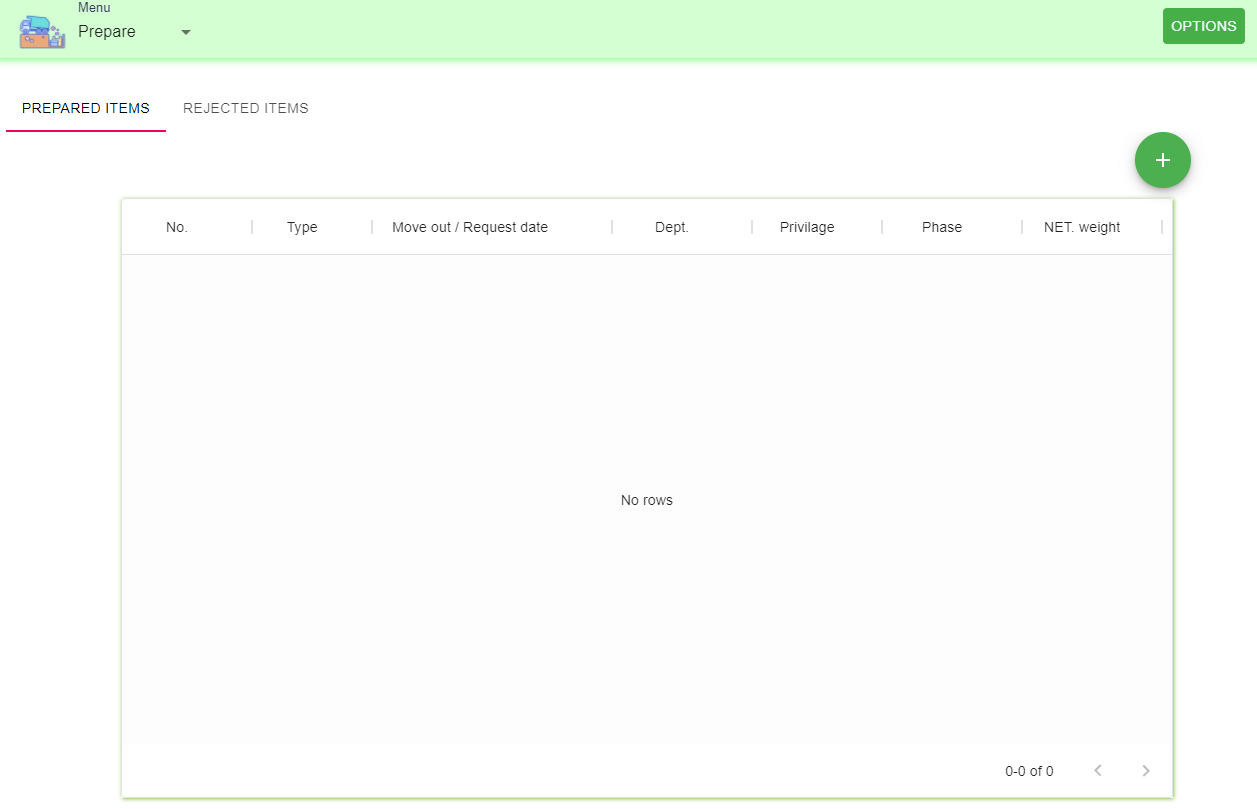 Menu
Prepare
OPTIONS
PREPARED ITEMS REJECTED ITEMS
+
No. Type Move out / Request date Dept. Privilage Phase NET. weight
No rows
0-0 of 0